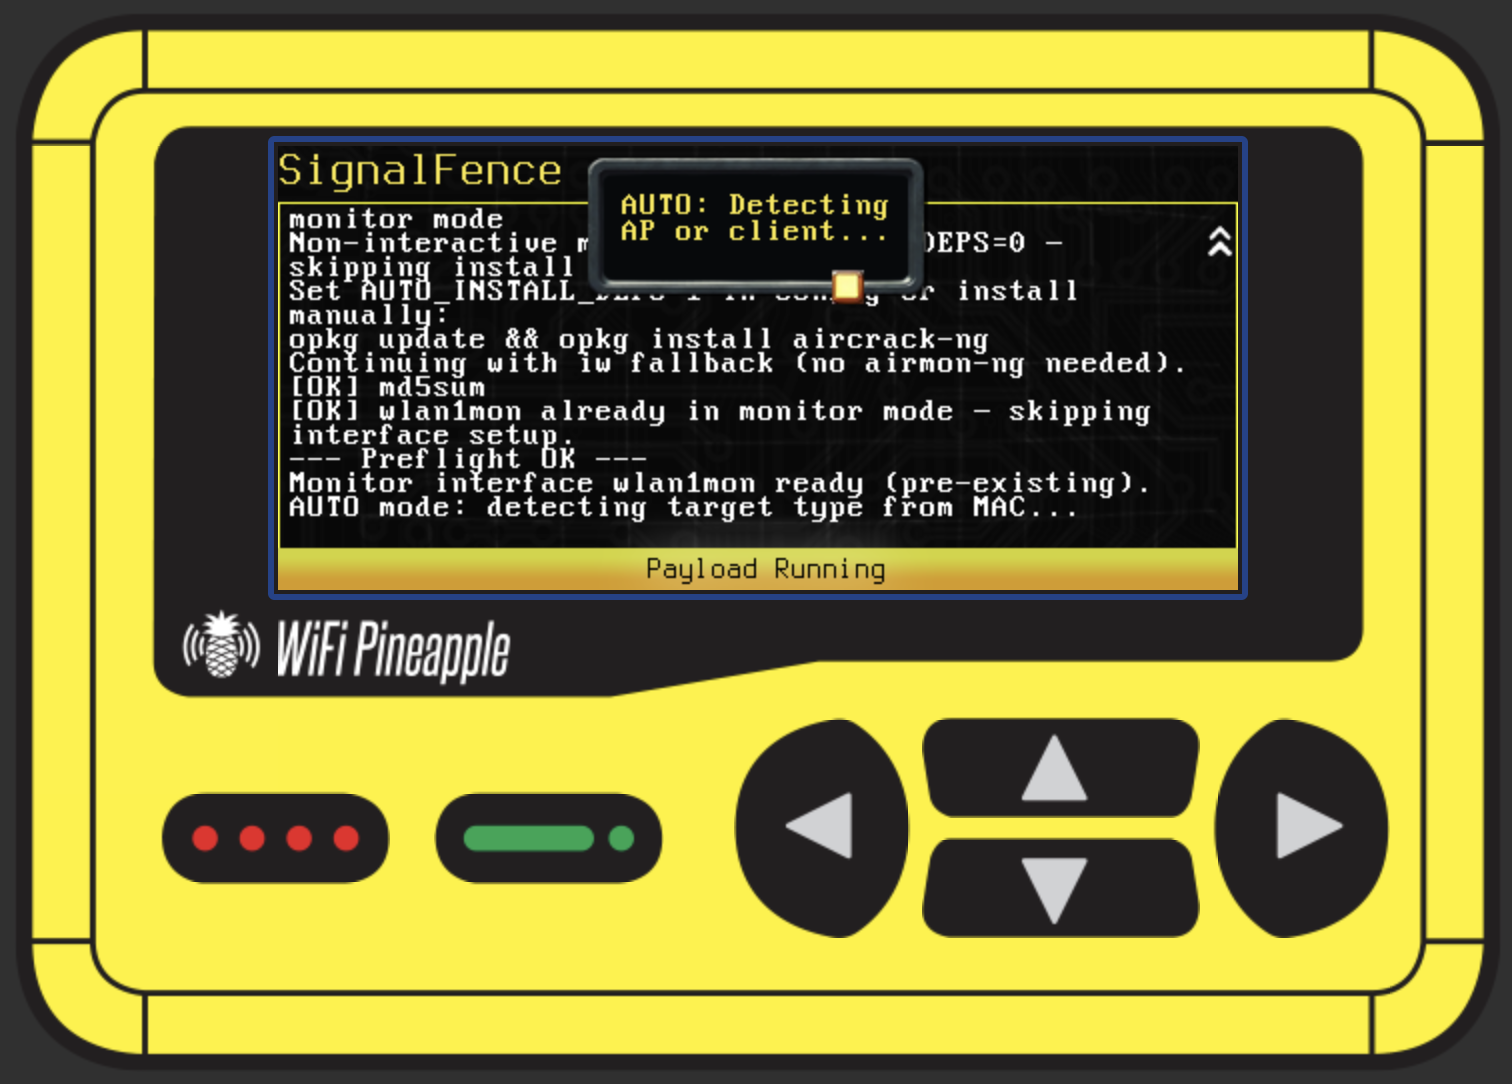 SignalFence
AUTO: Detecting
AP or client...
monitor mode
Non-interactive DEPS=0 -
skipping install
Set in or install
manually:
opkg update && opkg install aircrack-ng
Continuing with iw fallback (no airmon-ng needed).
[OK] md5sum
[OK] wlan1mon already in monitor mode - skipping
interface setup.
--- Preflight OK ---
Monitor interface wlan1mon ready (pre-existing).
AUTO mode: detecting target type from MAC...
Payload Running
WiFi Pineapple